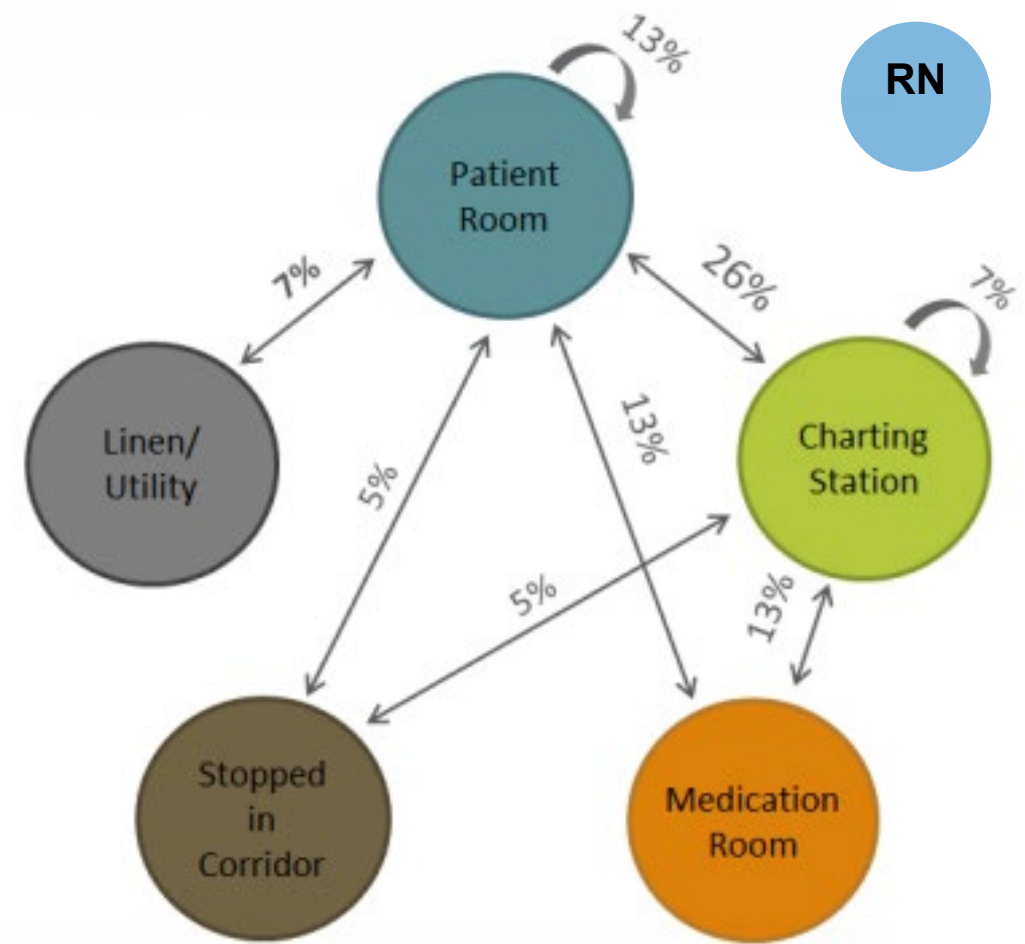 13%
RN
Patient
Room
7%
26%
7%
Linen/
Utility
5%
13%
Charting
Station
5%
13%
Stopped
in
Corridor
Medication
Room